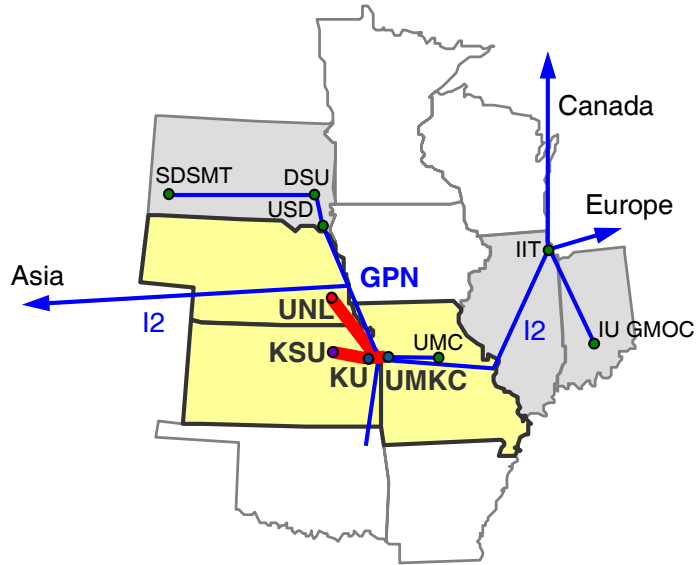 Canada
SDSMT
DSU
USD
Europe
IIT
Asia
GPN
I2
UNL
I2
IU GMOC
UMC
KSU
KU
UMKC